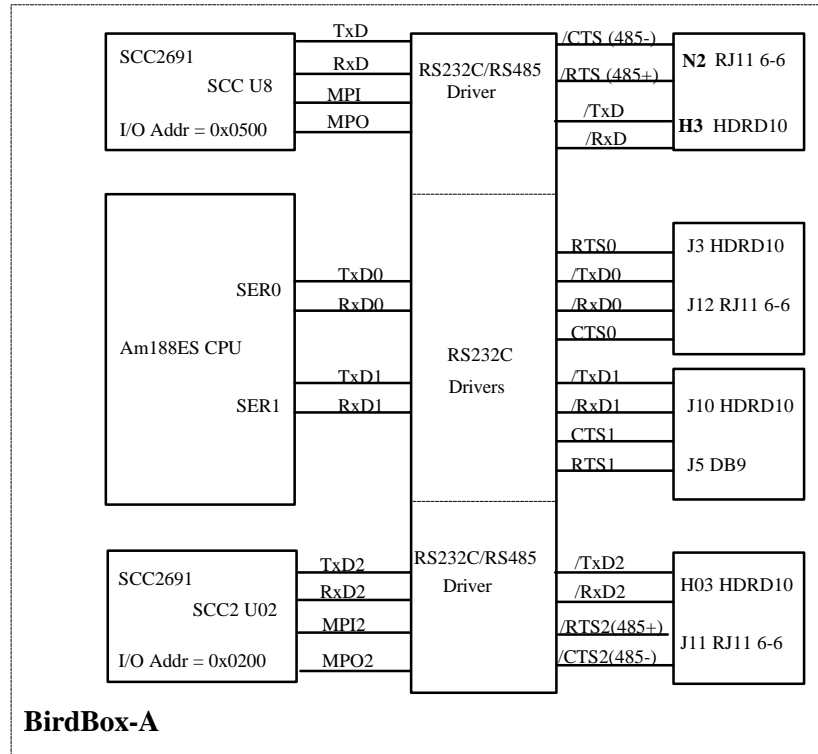 TxD
/CTS (485-)
SCC2691
RxD
RS232C/RS485
/RTS (485+)
N2 RJ11 6-6
SCC U8
Driver
MPI
/TxD
I/O Addr = 0x0500
MPO
H3 HDRD10
/RxD
RTS0
J3 HDRD10
SER0
TxD0
/TxD0
RxD0
/RxD0
J12 RJ11 6-6
CTS0
Am188ES CPU
RS232C
TxD1
Drivers
/TxD1
SER1
RxD1
/RxD1
J10 HDRD10
CTS1
RTS1
J5 DB9
TxD2
RS232C/RS485
/TxD2
SCC2691
Driver
H03 HDRD10
RxD2
/RxD2
SCC2 U02
MPI2
/RTS2(485+)
J11 RJ11 6-6
I/O Addr = 0x0200
MPO2
/CTS2(485-)
BirdBox-A